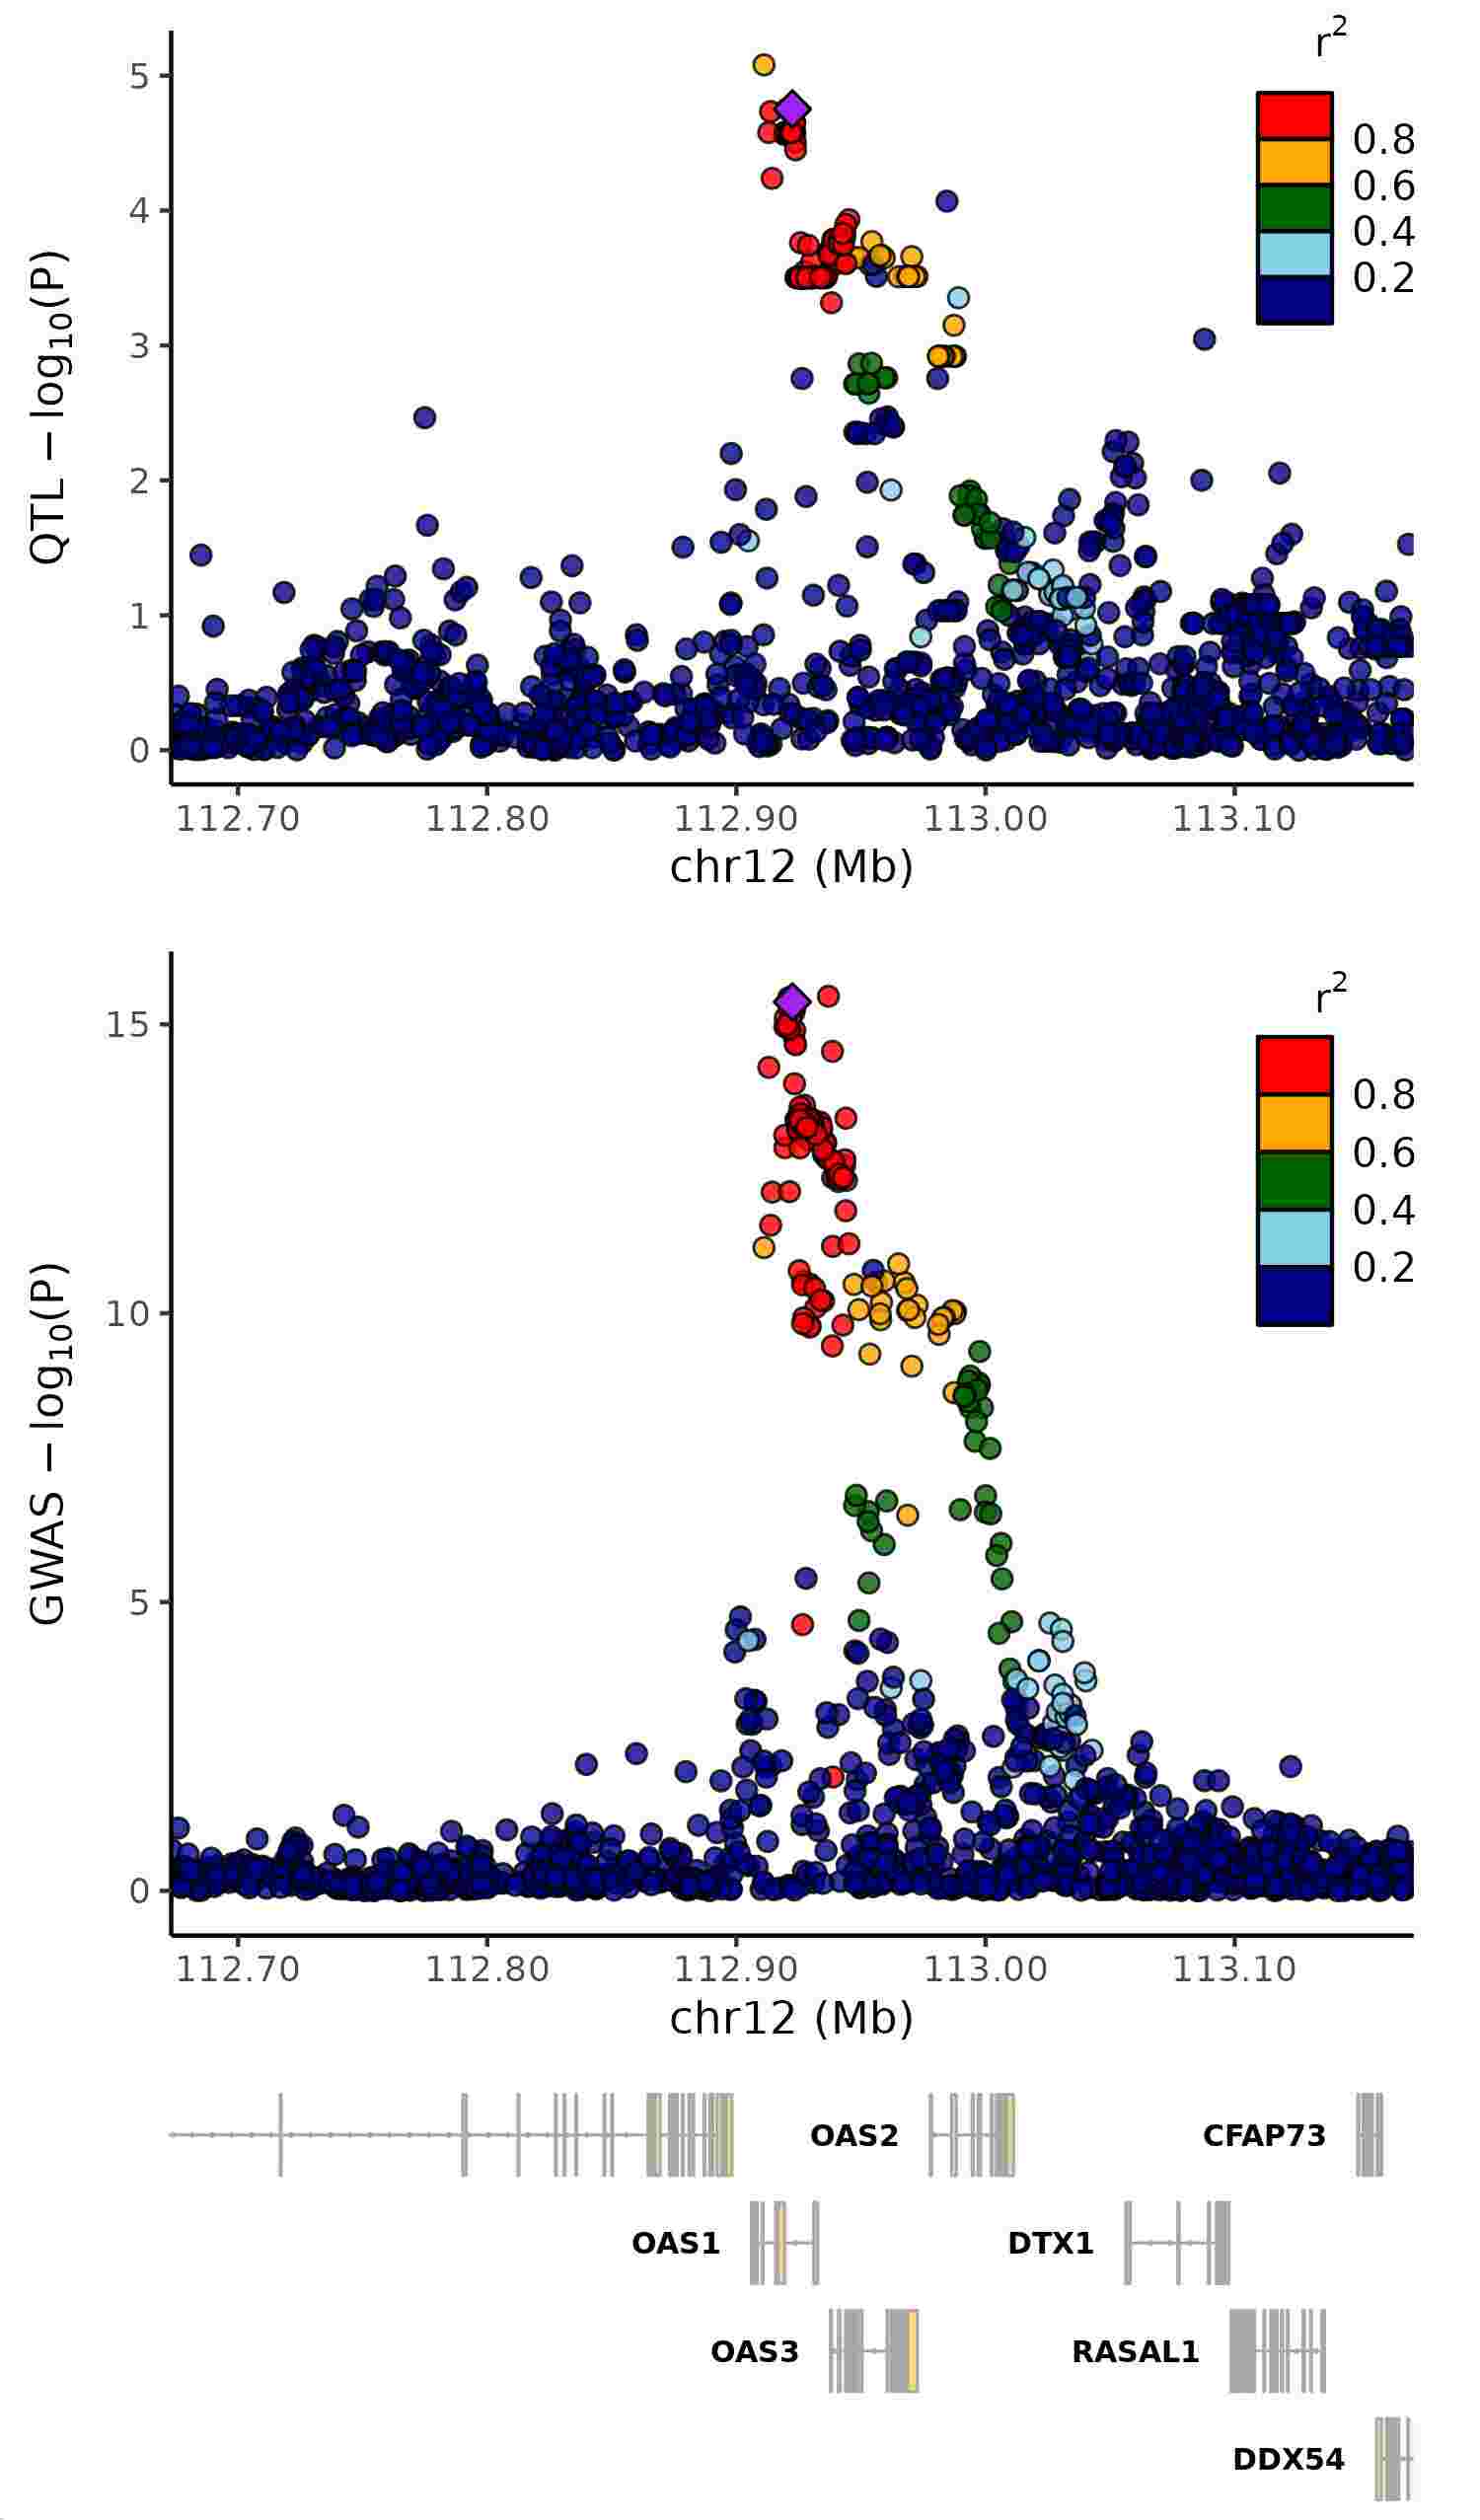 r²
5
4
3
2
1
0
0.8
0.6
0.4
0.2
QTL − log₁₀(P)
112.70 112.80 112.90 113.00 113.10
chr12 (Mb)
r²
15
10
5
0
0.8
0.6
0.4
0.2
GWAS − log₁₀(P)
112.70 112.80 112.90 113.00 113.10
chr12 (Mb)
OAS2 CFAP73
OAS1 DTX1
OAS3 RASAL1
DDX54